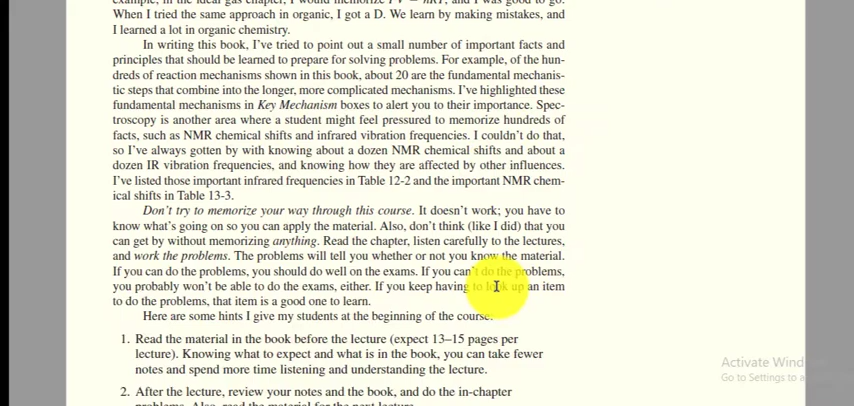 When I tried the same approach in organic, I got a D. We learn by making mistakes, and
I learned a lot in organic chemistry.
In writing this book, I've tried to point out a small number of important facts and
principles that should be learned to prepare for solving problems. For example, of the hun-
dreds of reaction mechanisms shown in this book, about 20 are the fundamental mechanis-
tic steps that combine into the longer, more complicated mechanisms. I've highlighted these
fundamental mechanisms in Key Mechanism boxes to alert you to their importance. Spec-
troscopy is another area where a student might feel pressured to memorize hundreds of
facts, such as NMR chemical shifts and infrared vibration frequencies. I couldn't do that,
so I've always gotten by with knowing about a dozen NMR chemical shifts and about a
dozen IR vibration frequencies, and knowing how they are affected by other influences.
I've listed those important infrared frequencies in Table 12-2 and the important NMR chem-
ical shifts in Table 13-3.
Don't try to memorize your way through this course. It doesn't work; you have to
know what's going on so you can apply the material. Also, don't think (like I did) that you
can get by without memorizing anything. Read the chapter, listen carefully to the lectures,
and work the problems. The problems will tell you whether or not you know the material.
If you can do the problems, you should do well on the exams. If you can't do the problems,
you probably won't be able to do the exams, either. If you keep having to look up an item
to do the problems, that item is a good one to learn.
Here are some hints I give my students at the beginning of the course:
1. Read the material in the book before the lecture (expect 13–15 pages per
lecture). Knowing what to expect and what is in the book, you can take fewer
notes and spend more time listening and understanding the lecture.
2. After the lecture, review your notes and the book, and do the in-chapter
Activate Wind
Go to Settings to a